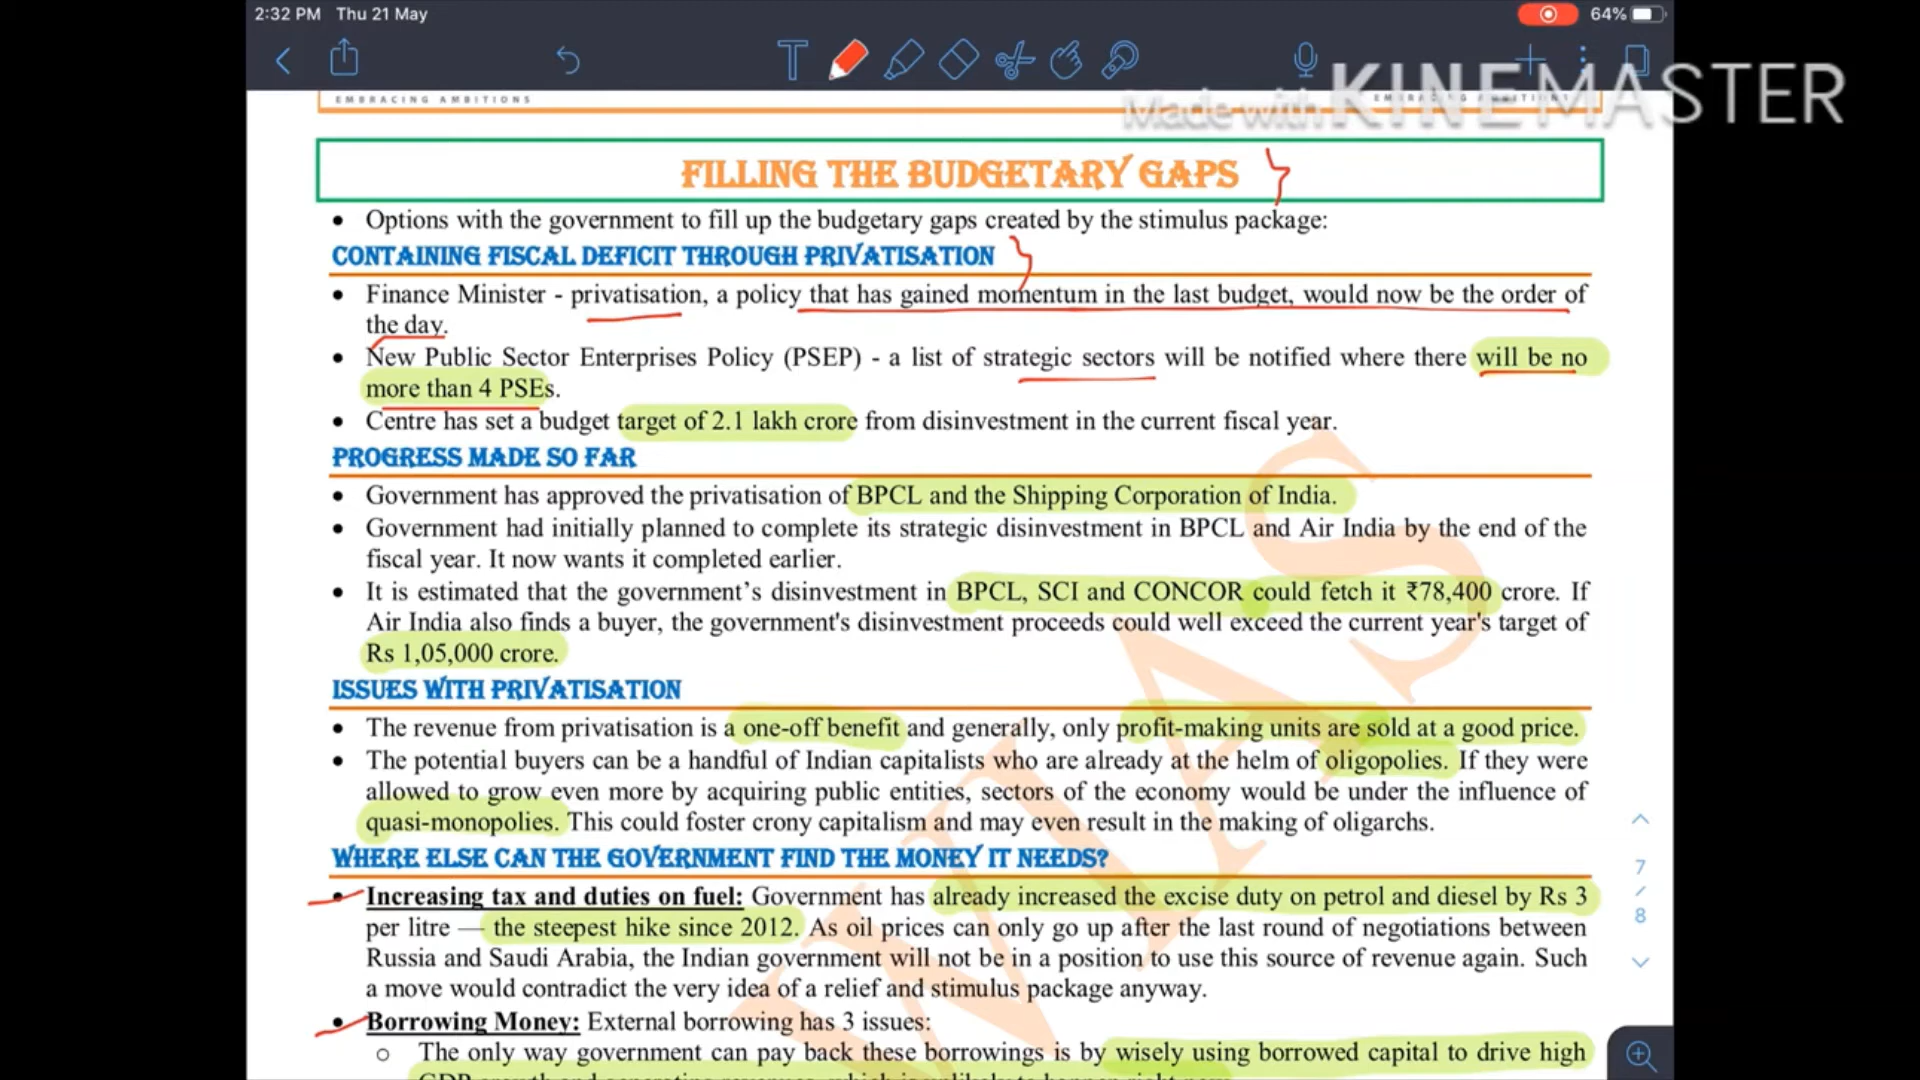 2:32 PM Thu 21 May
64%
Made with KINEMASTER
EMBRACING AMBITIONS
EMBRACING AMBITIONS
FILLING THE BUDGETARY GAPS
• Options with the government to fill up the budgetary gaps created by the stimulus package:
CONTAINING FISCAL DEFICIT THROUGH PRIVATISATION
• Finance Minister - privatisation, a policy that has gained momentum in the last budget, would now be the order of
the day.
• New Public Sector Enterprises Policy (PSEP) - a list of strategic sectors will be notified where there will be no
more than 4 PSEs.
• Centre has set a budget target of 2.1 lakh crore from disinvestment in the current fiscal year.
PROGRESS MADE SO FAR
• Government has approved the privatisation of BPCL and the Shipping Corporation of India.
• Government had initially planned to complete its strategic disinvestment in BPCL and Air India by the end of the
fiscal year. It now wants it completed earlier.
• It is estimated that the government’s disinvestment in BPCL, SCI and CONCOR could fetch it ₹78,400 crore. If
Air India also finds a buyer, the government's disinvestment proceeds could well exceed the current year's target of
Rs 1,05,000 crore.
ISSUES WITH PRIVATISATION
• The revenue from privatisation is a one-off benefit and generally, only profit-making units are sold at a good price.
• The potential buyers can be a handful of Indian capitalists who are already at the helm of oligopolies. If they were
allowed to grow even more by acquiring public entities, sectors of the economy would be under the influence of
quasi-monopolies. This could foster crony capitalism and may even result in the making of oligarchs.
WHERE ELSE CAN THE GOVERNMENT FIND THE MONEY IT NEEDS?
• Increasing tax and duties on fuel: Government has already increased the excise duty on petrol and diesel by Rs 3
per litre — the steepest hike since 2012. As oil prices can only go up after the last round of negotiations between
Russia and Saudi Arabia, the Indian government will not be in a position to use this source of revenue again. Such
a move would contradict the very idea of a relief and stimulus package anyway.
• Borrowing Money: External borrowing has 3 issues:
o The only way government can pay back these borrowings is by wisely using borrowed capital to drive high
7
/
8
WIAS